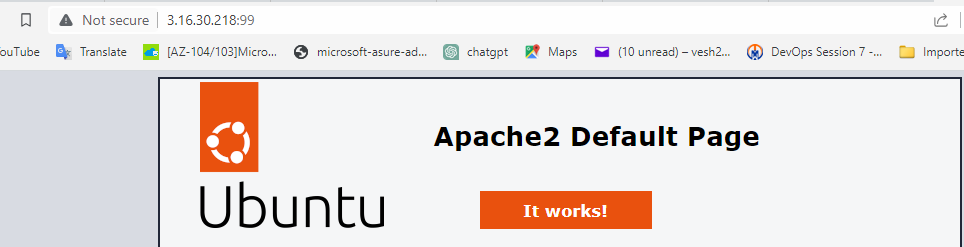 Not secure | 3.16.30.218:99
ouTube Translate [AZ-104/103]Micro... microsoft-asure-ad... chatgpt Maps (10 unread) – vesh2... DevOps Session 7 -... Importe
Apache2 Default Page
Ubuntu
It works!